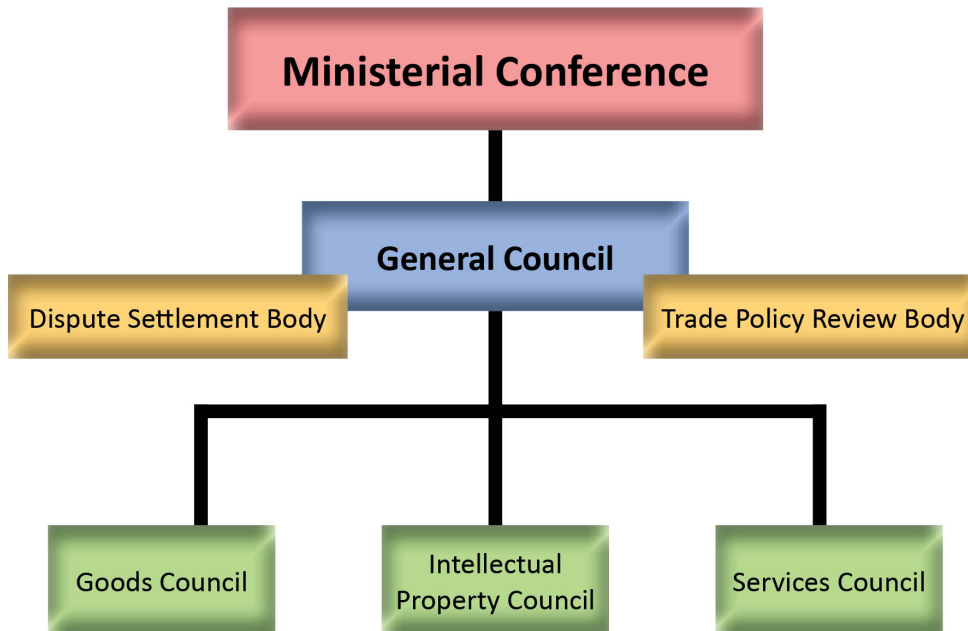 Ministerial Conference
General Council
Dispute Settlement Body
Trade Policy Review Body
Goods Council
Intellectual
Property Council
Services Council